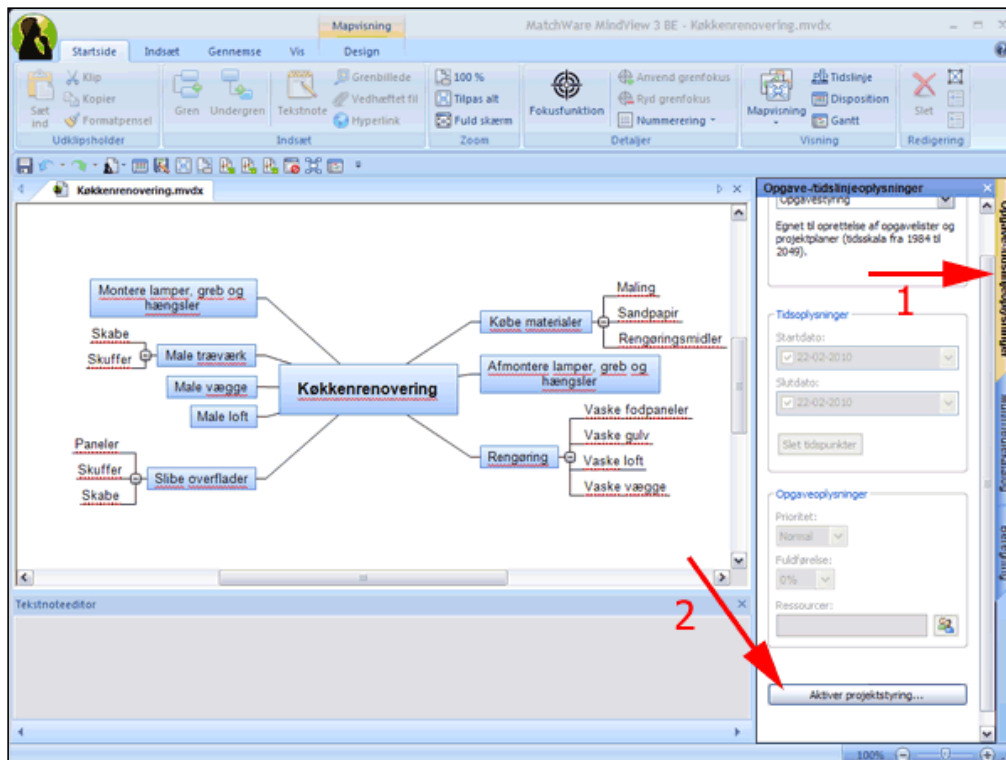 Mapvisning
MatchWare MindView 3 BE - Køkkenrenovering.mvdx
Startside Indsæt Gennemse Vis Design
Sæt ind
Klip
Kopier
Formatpensel
Udklipsholder
Gren
Undergren
Tekstnote
Grenbillede
Vedhæftet fil
Hyperlink
Indsæt
100 %
Tilpas alt
Fuld skærm
Zoom
Fokusfunktion
Anvend grenfokus
Ryd grenfokus
Nummerering
Detaljer
Mapvisning
Tidslinje
Disposition
Gantt
Visning
Slet
Redigering
Køkkenrenovering.mvdx
Montere lamper, greb og
hængsler
Skabe
Skuffer
Male træværk
Male vægge
Male loft
Paneler
Skuffer
Skabe
Slibe overflader
Køkkenrenovering
Købe materialer
Maling
Sandpapir
Rengøringsmidler
Afmontere lamper, greb og
hængsler
Rengøring
Vaske fodpaneler
Vaske gulv
Vaske loft
Vaske vægge
Tekstnoteeditor
Opgave-/tidslinjeoplysninger
Opgavestyring
Egnet til oprettelse af opgavelister og
projektplaner (tidsskala fra 1984 til
2049).
1
Tidsoplysninger
Startdato:
22-02-2010
Slutdato:
22-02-2010
Slet tidspunkter
Opgaveoplysninger
Prioritet:
Normal
Fuldførelse:
0%
Ressourcer:
2
Aktiver projektstyring...
100%